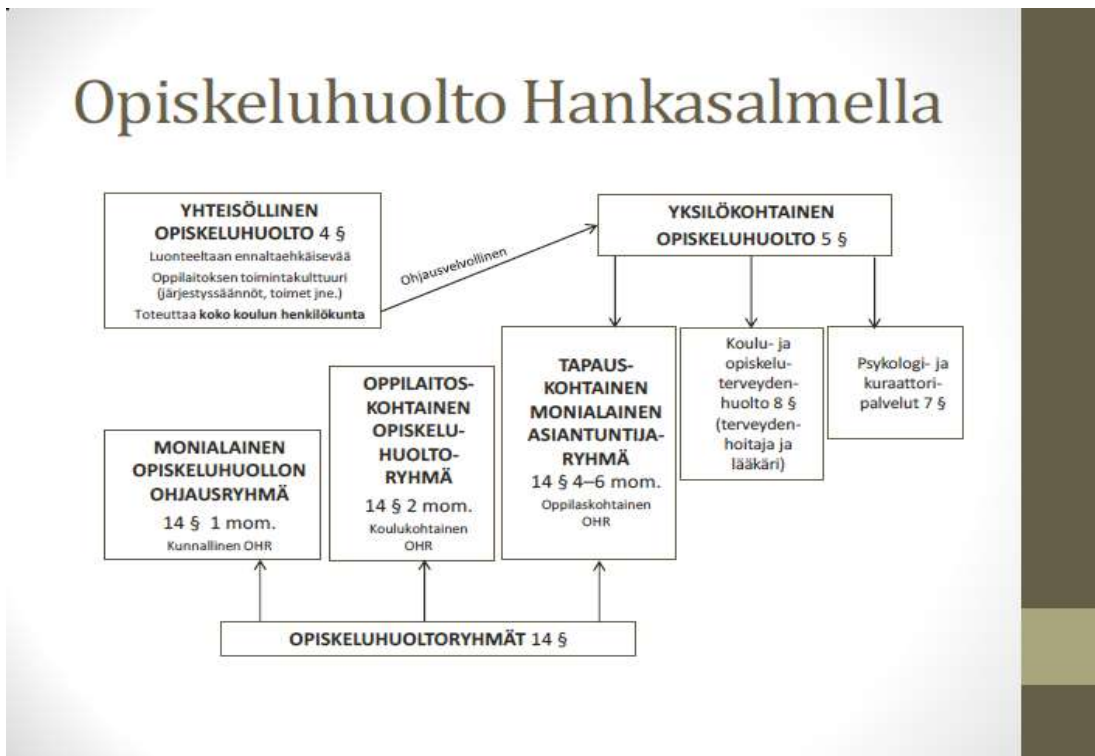 Opiskeluhuolto Hankasalmella
YHTEISÖLLINEN
OPISKELUHUOLTO 4 §
Luonteeltaan ennaltaehkäisevää
Oppilaitoksen toimintakulttuuri
(järjestyssäännöt, toimet jne.)
Toteuttaa koko koulun henkilökunta
Ohjausvelvollinen
YKSILÖKOHTAINEN
OPISKELUHUOLTO 5 §
MONIALAINEN
OPISKELUHUOLLON
OHJAUSRYHMÄ
14 § 1 mom.
Kunnallinen OHR
OPPILAITOS-
KOHTAINEN
OPISKELU-
HUOLTO-
RYHMÄ
14 § 2 mom.
Koulukohtainen
OHR
TAPAUS-
KOHTAINEN
MONIALAINEN
ASIANTUNTIJA-
RYHMÄ
14 § 4–6 mom.
Oppilaskohtainen
OHR
Koulu- ja
opiskelu-
terveyden-
huolto 8 §
(terveyden-
hoitaja ja
lääkäri)
Psykologi- ja
kuraattori-
palvelut 7 §
OPISKELUHUOLTORYHMÄT 14 §